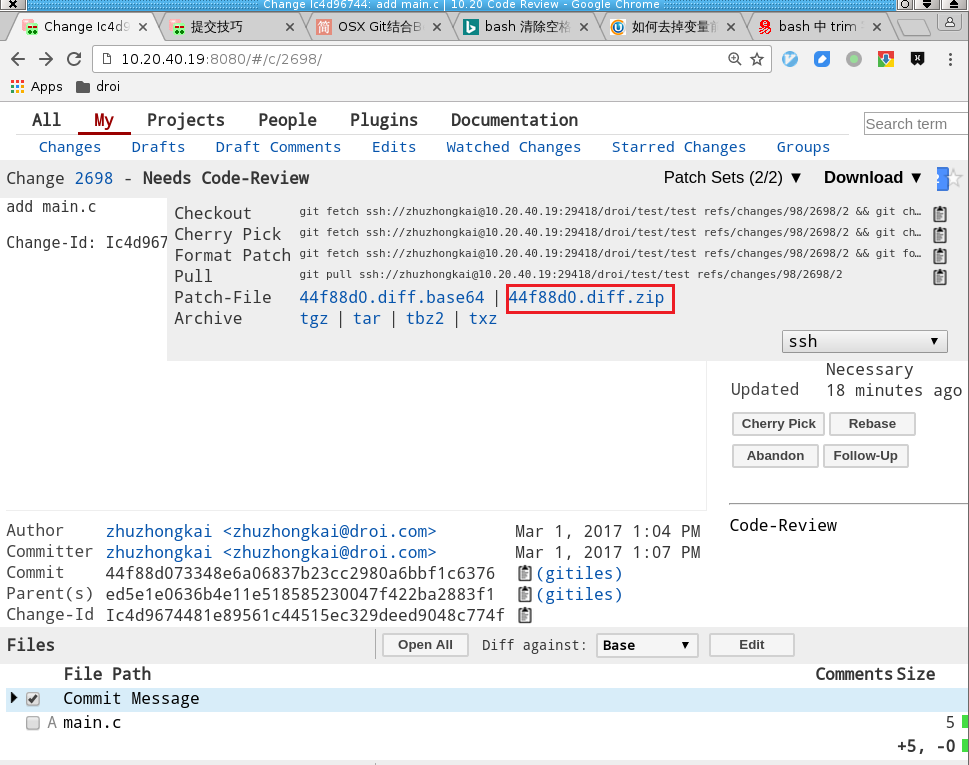 Change Ic4d96744: add main.c | 10.20 Code Review - Google Chrome
Change Ic4d9
提交技巧
简
OSX Git结合B
bash 清除空格
如何去掉变量前
bash 中 trim
10.20.40.19:8080/#/c/2698/
Apps
droi
All My Projects People Plugins Documentation
Search term
Changes Drafts Draft Comments Edits Watched Changes Starred Changes Groups
Change 2698 - Needs Code-Review
Patch Sets (2/2) ▼ Download ▼
add main.c
Change-Id: Ic4d967
Checkout git fetch ssh://zhuzhongkai@10.20.40.19:29418/droi/test/test refs/changes/98/2698/2 && git ch…
Cherry Pick git fetch ssh://zhuzhongkai@10.20.40.19:29418/droi/test/test refs/changes/98/2698/2 && git ch…
Format Patch git fetch ssh://zhuzhongkai@10.20.40.19:29418/droi/test/test refs/changes/98/2698/2 && git fo…
Pull git pull ssh://zhuzhongkai@10.20.40.19:29418/droi/test/test refs/changes/98/2698/2
Patch-File 44f88d0.diff.base64 | 44f88d0.diff.zip
Archive tgz | tar | tbz2 | txz
ssh ▼
Necessary
Updated 18 minutes ago
Cherry Pick Rebase
Abandon Follow-Up
Code-Review
Author zhuzhongkai <zhuzhongkai@droi.com> Mar 1, 2017 1:04 PM
Committer zhuzhongkai <zhuzhongkai@droi.com> Mar 1, 2017 1:07 PM
Commit 44f88d073348e6a06837b23cc2980a6bbf1c6376 (gitiles)
Parent(s) ed5e1e0636b4e11e518585230047f422ba2883f1 (gitiles)
Change-Id Ic4d9674481e89561c44515ec329deed9048c774f
Files Open All Diff against: Base ▼ Edit
File Path Comments Size
Commit Message
A main.c 5
+5, -0